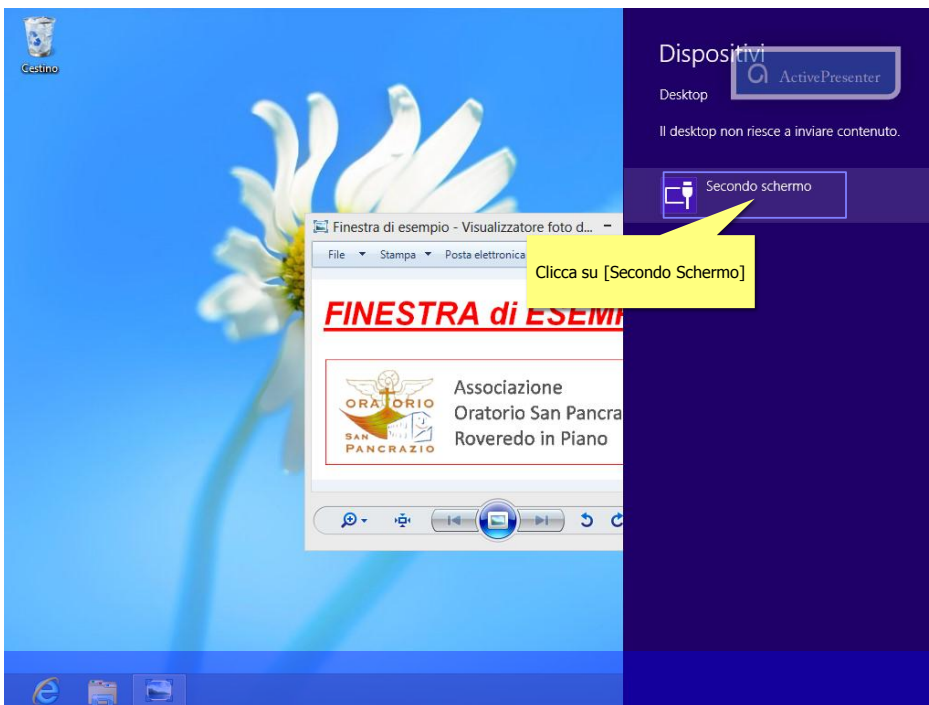 Cestino
Dispositivi
ActivePresenter
Desktop
Il desktop non riesce a inviare contenuto.
Secondo schermo
Clicca su [Secondo Schermo]
Finestra di esempio - Visualizzatore foto d...
File Stampa Posta elettronica
FINESTRA di ESEMP
ORATORIO
SAN
PANCRAZIO
Associazione
Oratorio San Pancra
Roveredo in Piano